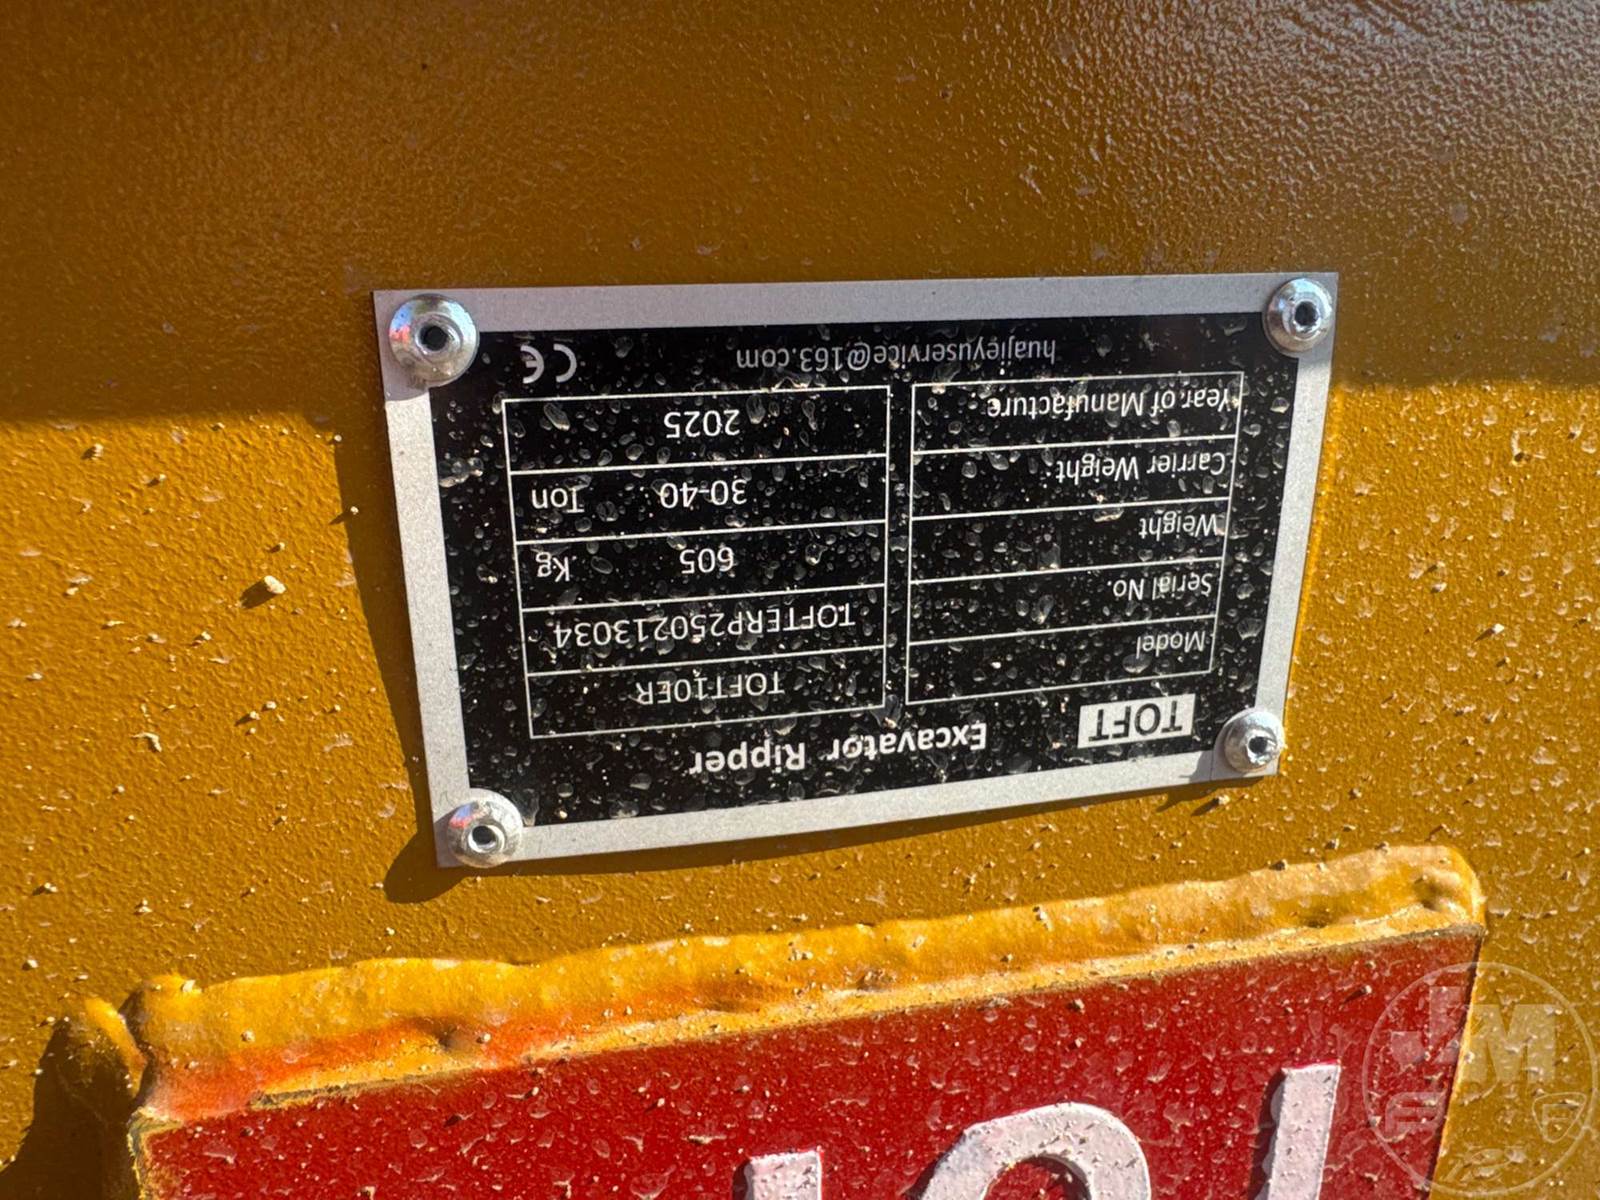 TOFT Excavator Ripper
Model TOFT10ER
Serial No. TOFTERP250213034
Weight 605 Kg
Carrier Weight 30-40 Ton
Year of Manufacture 2025
huajieyuservice@163.com CE
JM